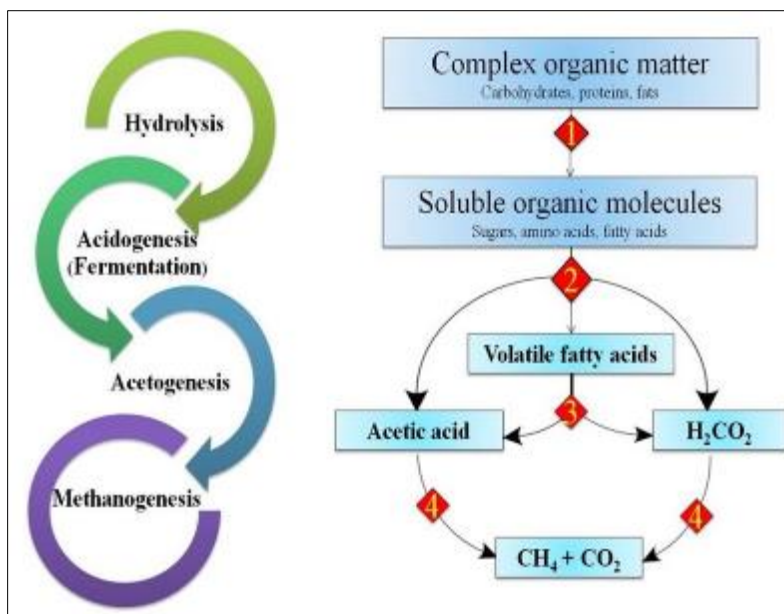 Hydrolysis
Acidogenesis
(Fermentation)
Acetogenesis
Methanogenesis
Complex organic matter
Carbohydrates, proteins, fats
1
Soluble organic molecules
Sugars, amino acids, fatty acids
2
Volatile fatty acids
3
Acetic acid
H₂CO₂
4
4
CH₄ + CO₂